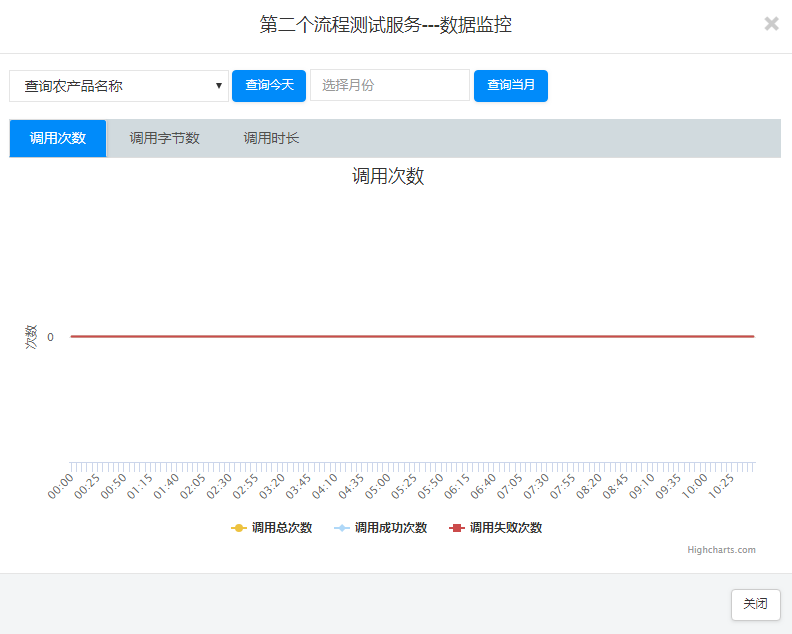 第二个流程测试服务---数据监控
×
查询农产品名称 查询今天 选择月份 查询当月
调用次数 调用字节数 调用时长
调用次数
次数
0
00:00 00:25 00:50 01:15 01:40 02:05 02:30 02:55 03:20 03:45 04:10 04:35 05:00 05:25 05:50 06:15 06:40 07:05 07:30 07:55 08:20 08:45 09:10 09:35 10:00 10:25
调用总次数 调用成功次数 调用失败次数
Highcharts.com
关闭